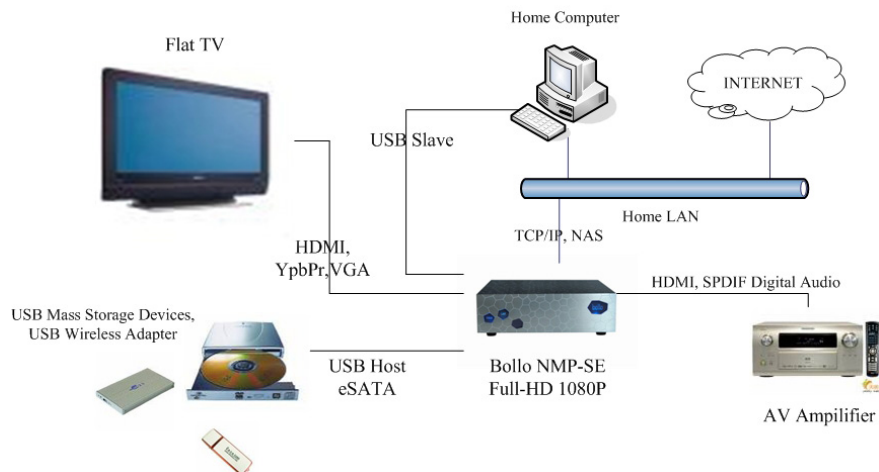 Home Computer
Flat TV
INTERNET
USB Slave
Home LAN
TCP/IP, NAS
HDMI,
YpbPr,VGA
HDMI, SPDIF Digital Audio
USB Mass Storage Devices,
USB Wireless Adapter
USB Host
eSATA
Bollo NMP-SE
Full-HD 1080P
AV Ampilifier